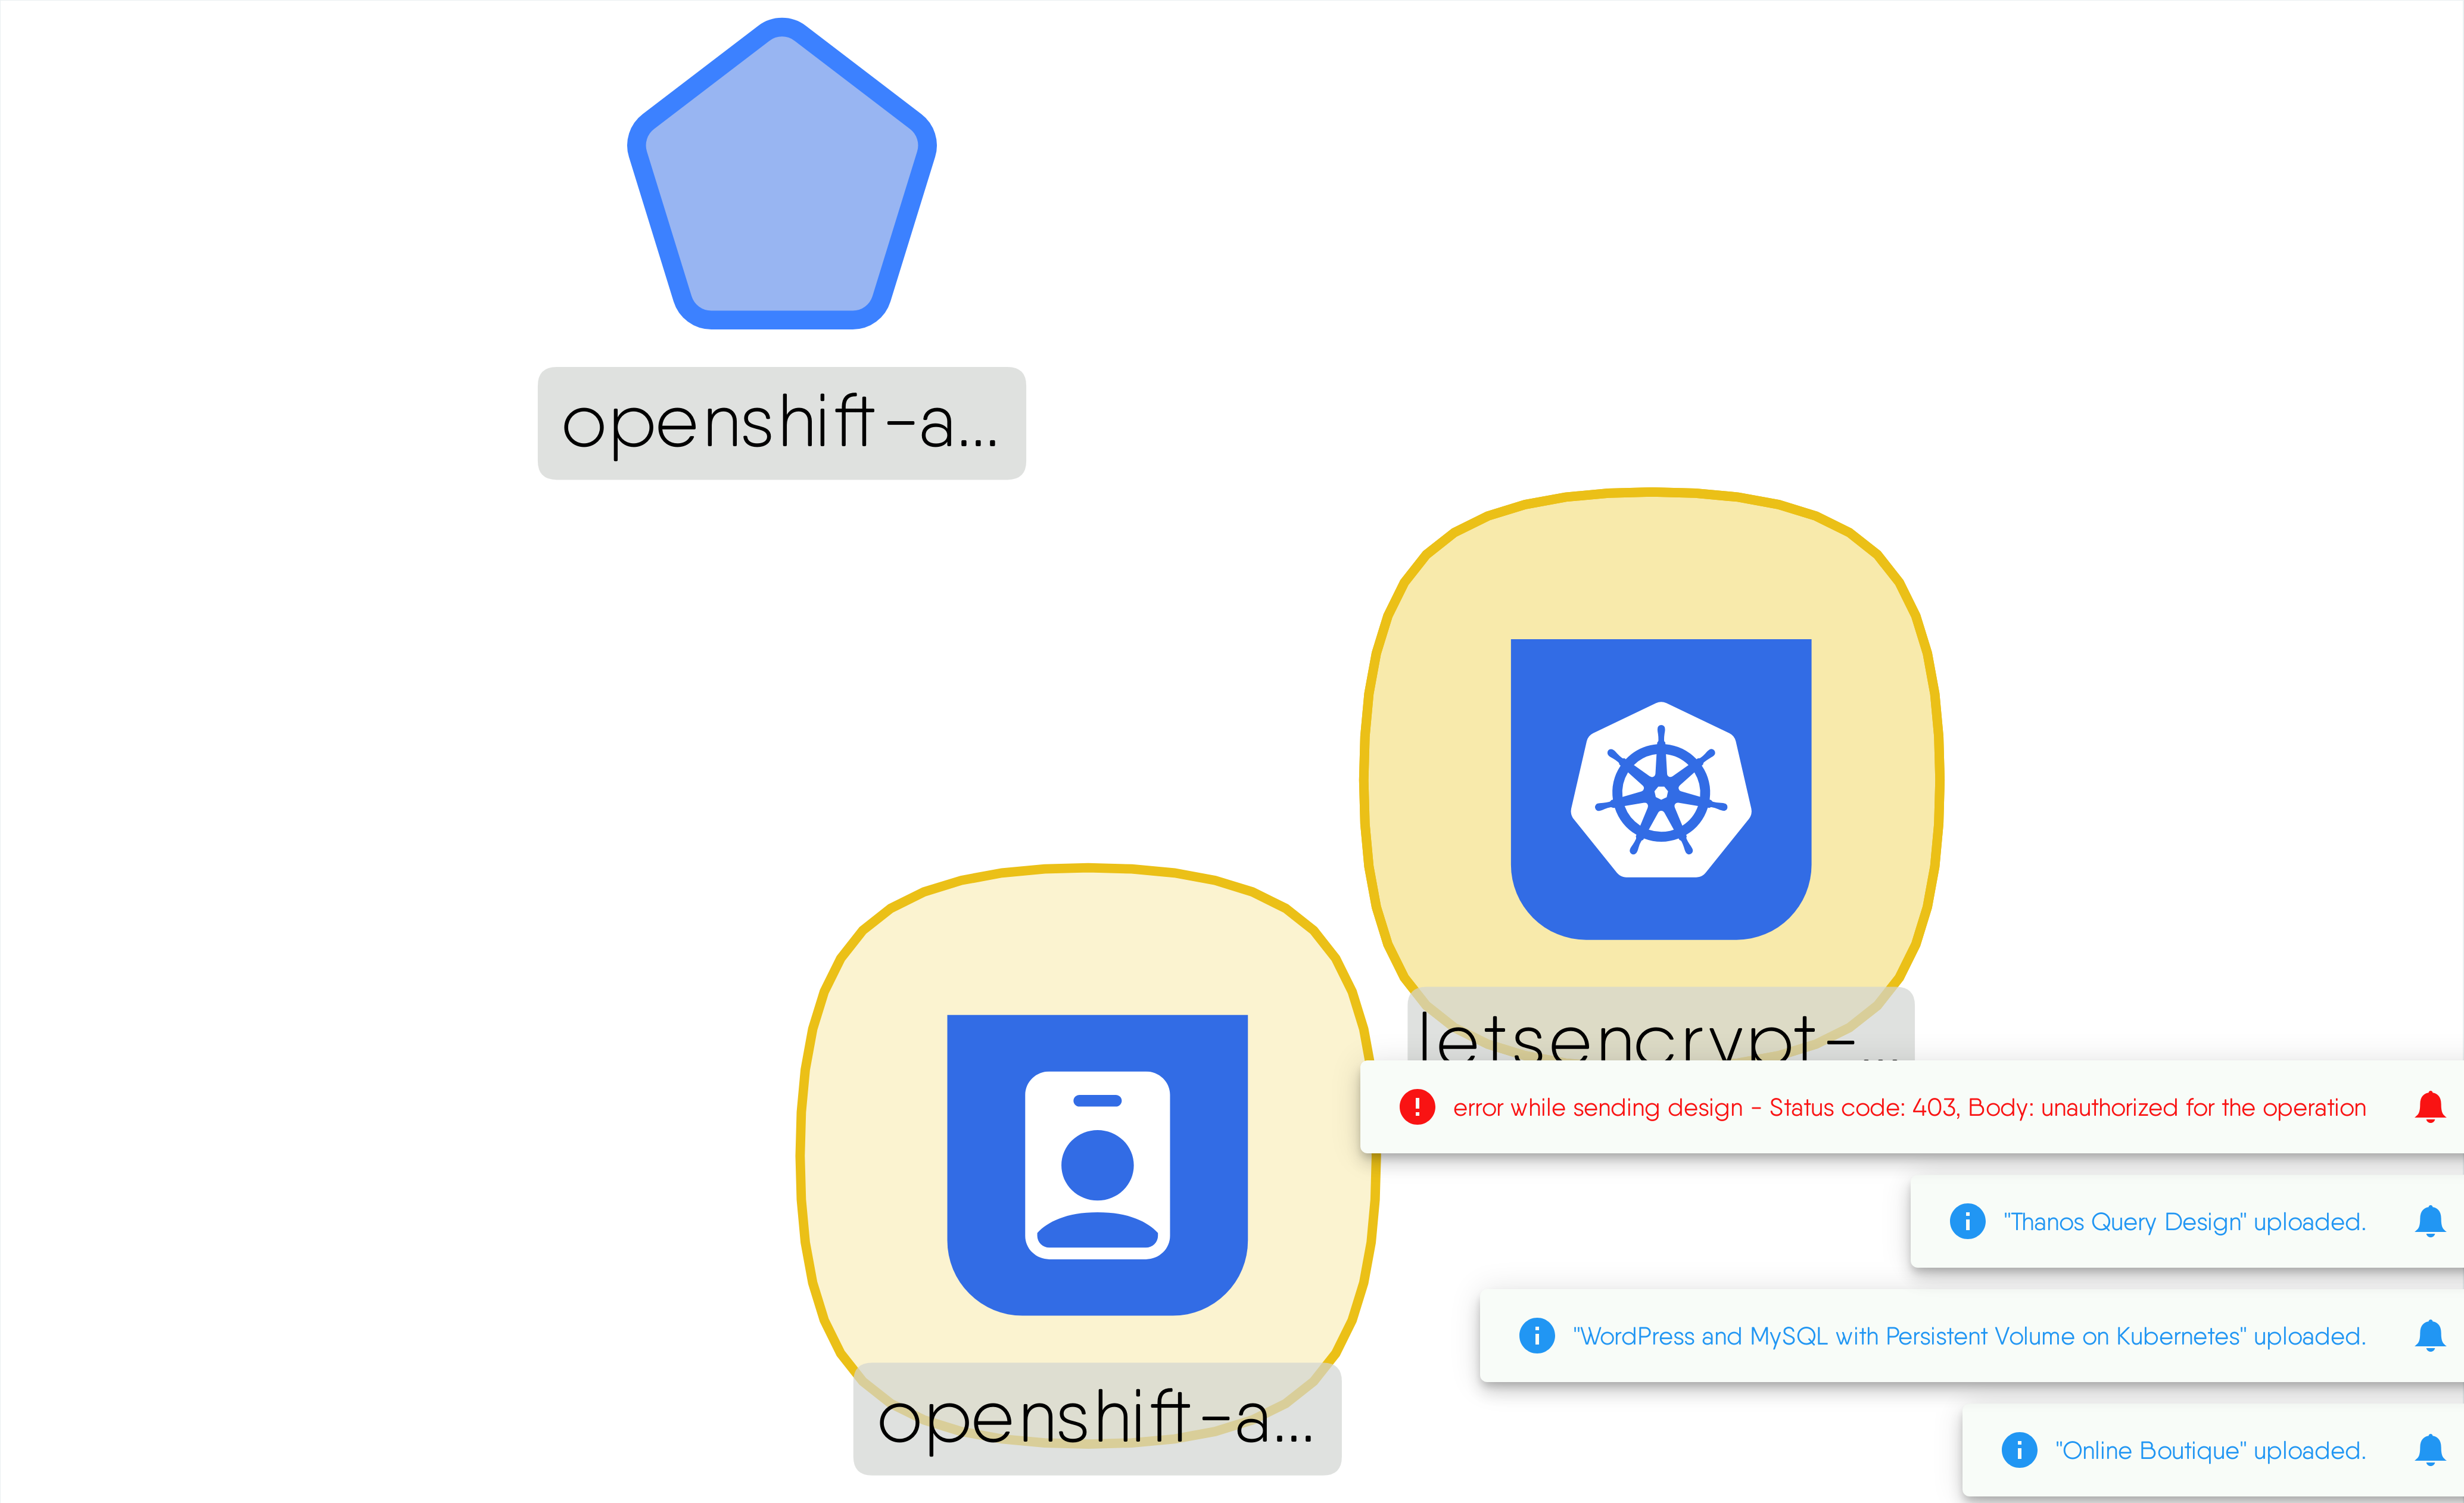 openshift-a...
letsencrypt-...
error while sending design - Status code: 403, Body: unauthorized for the operation
"Thanos Query Design" uploaded.
"WordPress and MySQL with Persistent Volume on Kubernetes" uploaded.
openshift-a...
"Online Boutique" uploaded.